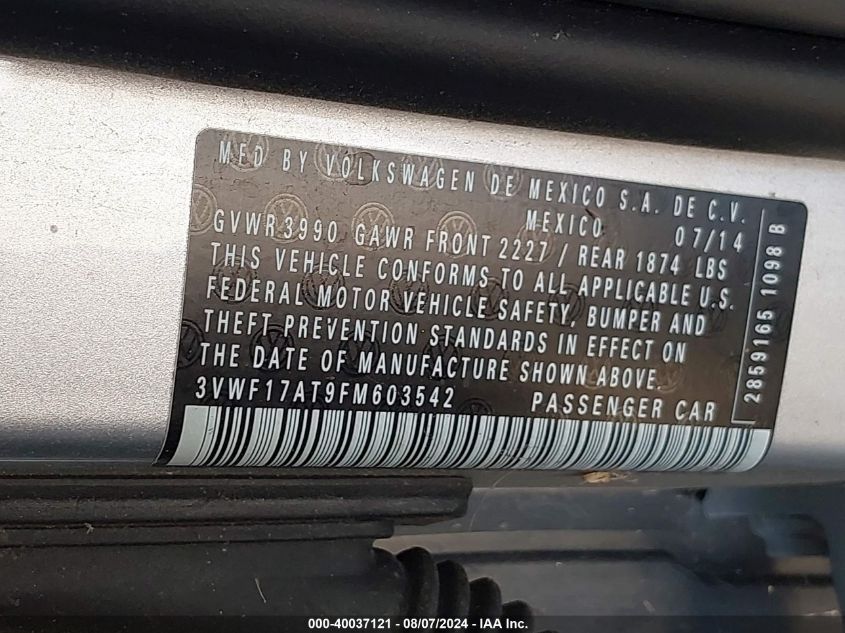 MFD BY VOLKSWAGEN DE MEXICO S.A. DE C.V.
MEXICO 07/14
GVWR 3990 GAWR FRONT 2227 / REAR 1874 LBS
THIS VEHICLE CONFORMS TO ALL APPLICABLE U.S.
FEDERAL MOTOR VEHICLE SAFETY, BUMPER AND
THEFT PREVENTION STANDARDS IN EFFECT ON
THE DATE OF MANUFACTURE SHOWN ABOVE.
3VWF17AT9FM603542 PASSENGER CAR
2859165 1098 B
000-40037121 - 08/07/2024 - IAA Inc.